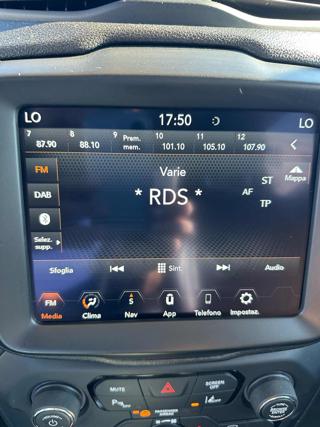 LO 17:50 LO
7 8 9 Prem. 10 11 12
87.90 88.10 mem. 101.10 105.10 107.90
FM Varie ST Mappa
DAB * RDS * AF
TP
Selez.
supp.
Sfoglia Sint. Audio
FM
Media Clima Nav App Telefono Impostaz.
MUTE SCREEN
OFF
PASSENGER
AIRBAG